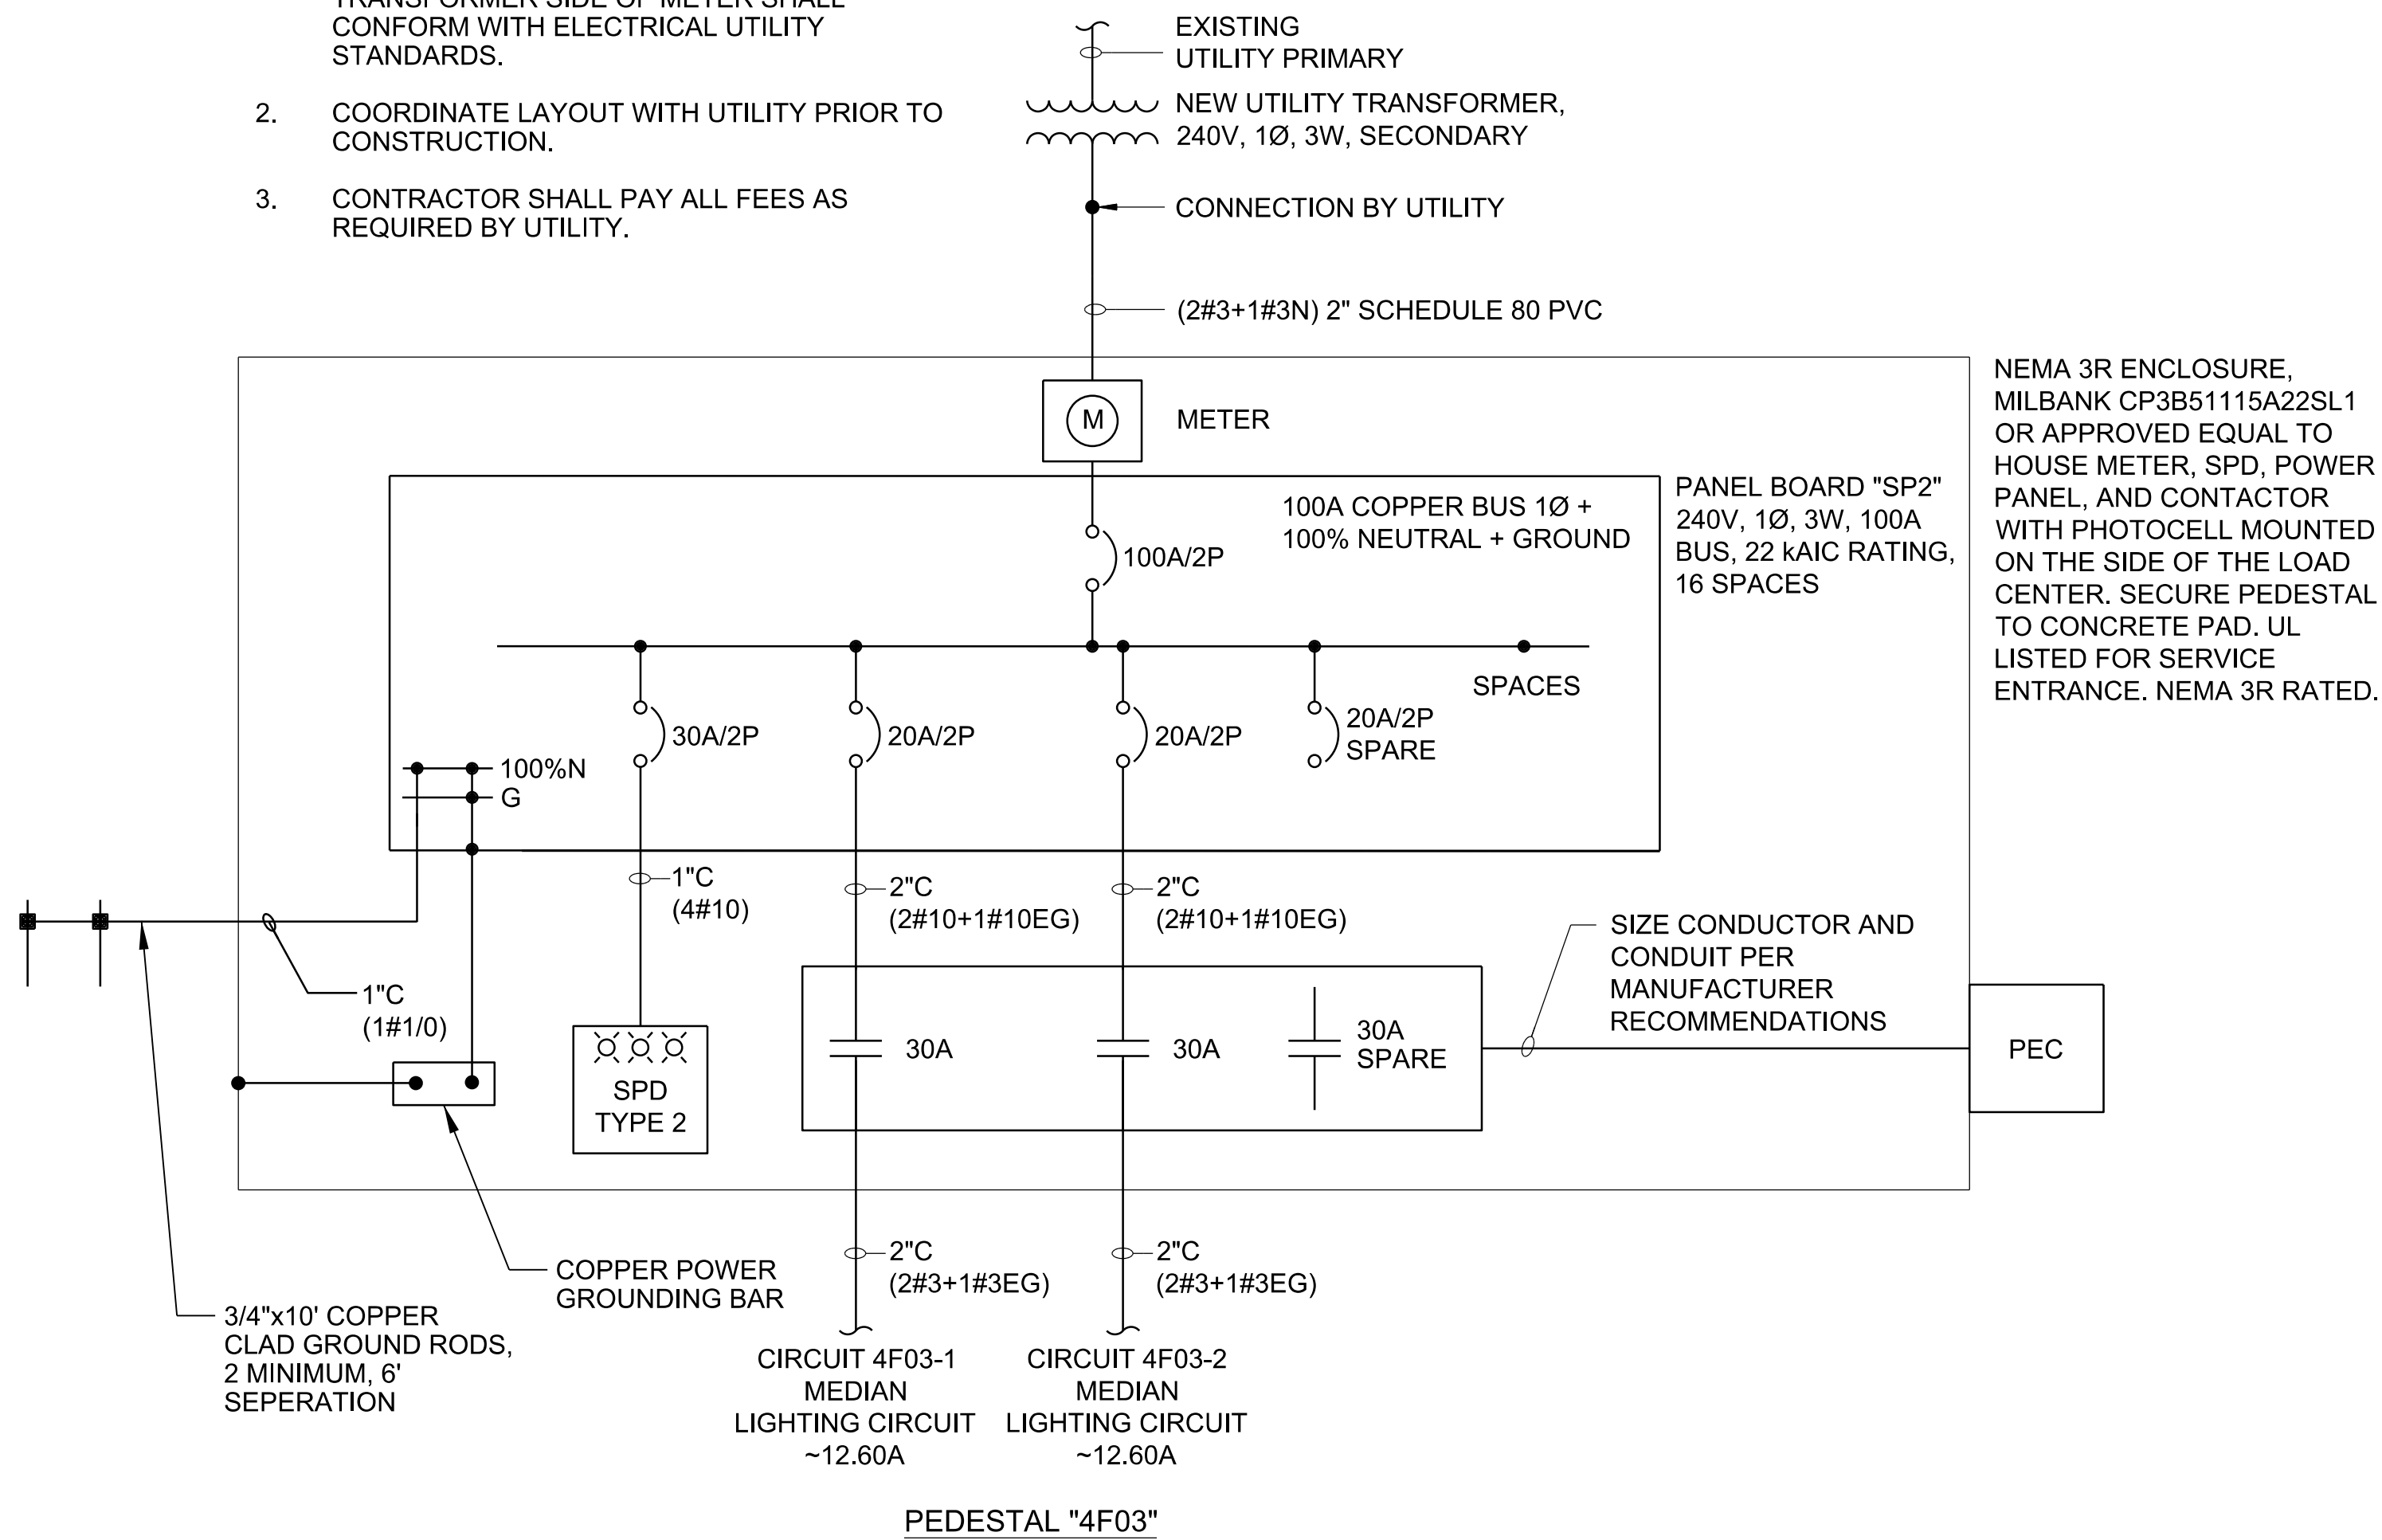 TRANSFORMER SIDE OF METER SHALL
CONFORM WITH ELECTRICAL UTILITY
STANDARDS.
2. COORDINATE LAYOUT WITH UTILITY PRIOR TO
CONSTRUCTION.
3. CONTRACTOR SHALL PAY ALL FEES AS
REQUIRED BY UTILITY.
EXISTING
UTILITY PRIMARY
NEW UTILITY TRANSFORMER,
240V, 1Ø, 3W, SECONDARY
CONNECTION BY UTILITY
(2#3+1#3N) 2" SCHEDULE 80 PVC
M
METER
NEMA 3R ENCLOSURE,
MILBANK CP3B51115A22SL1
OR APPROVED EQUAL TO
HOUSE METER, SPD, POWER
PANEL, AND CONTACTOR
WITH PHOTOCELL MOUNTED
ON THE SIDE OF THE LOAD
CENTER. SECURE PEDESTAL
TO CONCRETE PAD. UL
LISTED FOR SERVICE
ENTRANCE. NEMA 3R RATED.
100A COPPER BUS 1Ø +
100% NEUTRAL + GROUND
PANEL BOARD "SP2"
240V, 1Ø, 3W, 100A
BUS, 22 kAIC RATING,
16 SPACES
100A/2P
SPACES
30A/2P
20A/2P
20A/2P
20A/2P
SPARE
100%N
G
1"C
(4#10)
2"C
(2#10+1#10EG)
2"C
(2#10+1#10EG)
SIZE CONDUCTOR AND
CONDUIT PER
MANUFACTURER
RECOMMENDATIONS
1"C
(1#1/0)
SPD
TYPE 2
30A
30A
30A
SPARE
PEC
COPPER POWER
GROUNDING BAR
3/4"x10' COPPER
CLAD GROUND RODS,
2 MINIMUM, 6'
SEPERATION
2"C
(2#3+1#3EG)
2"C
(2#3+1#3EG)
CIRCUIT 4F03-1
MEDIAN
LIGHTING CIRCUIT
~12.60A
CIRCUIT 4F03-2
MEDIAN
LIGHTING CIRCUIT
~12.60A
PEDESTAL "4F03"